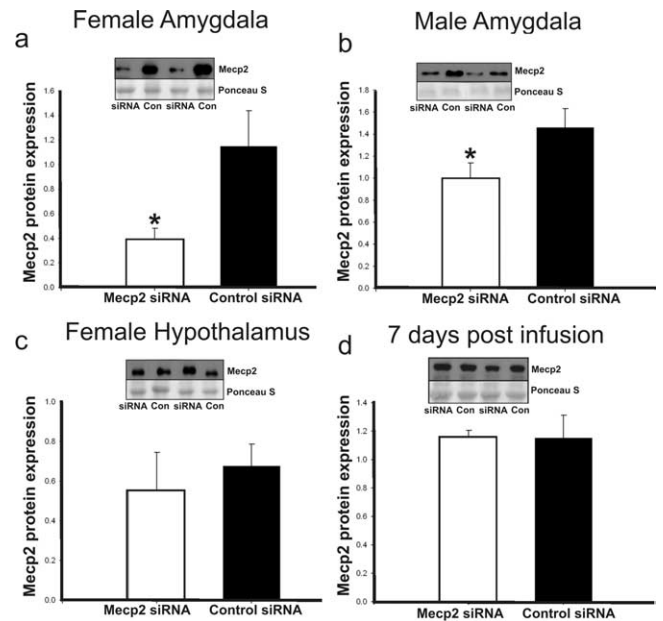 Female Amygdala
a
Mecp2
Ponceau S
siRNA Con siRNA Con
Mecp2 protein expression
1.6
1.4
1.2
1.0
0.8
0.6
0.4
0.2
0.0
*
Mecp2 siRNA Control siRNA
Male Amygdala
b
Mecp2
Ponceau S
siRNA Con siRNA Con
Mecp2 protein expression
1.8
1.6
1.4
1.2
1.0
0.8
0.6
0.4
0.2
0.0
*
Mecp2 siRNA Control siRNA
Female Hypothalamus
c
Mecp2
Ponceau S
siRNA Con siRNA Con
Mecp2 protein expression
1.0
0.8
0.6
0.4
0.2
0.0
Mecp2 siRNA Control siRNA
7 days post infusion
d
Mecp2
Ponceau S
siRNA Con siRNA Con
Mecp2 protein expression
1.4
1.2
1.0
0.8
0.6
0.4
0.2
0.0
Mecp2 siRNA Control siRNA